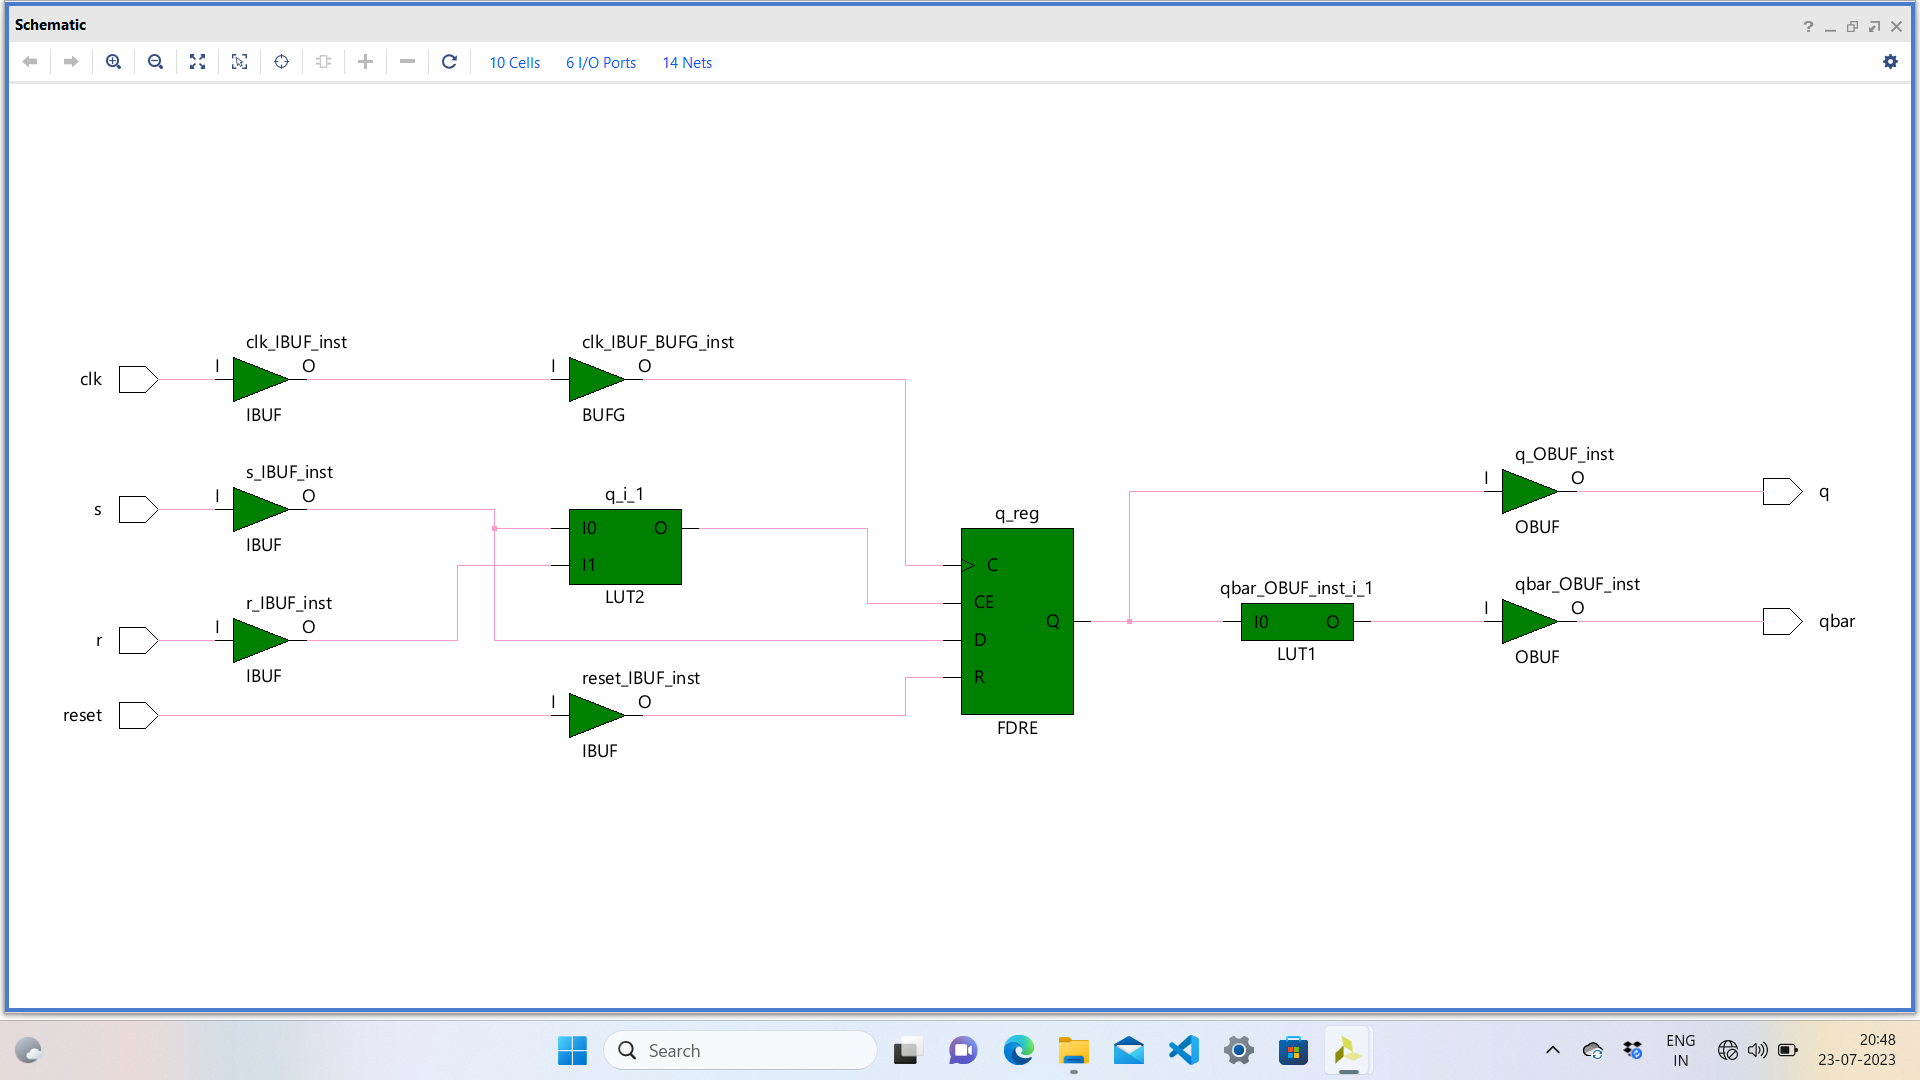 Schematic
10 Cells 6 I/O Ports 14 Nets
clk_IBUF_inst
clk_IBUF_BUFG_inst
clk
I O
I O
IBUF
BUFG
s_IBUF_inst
s
I O
IBUF
q_i_1
I0 O
I1
LUT2
r_IBUF_inst
r
I O
IBUF
reset_IBUF_inst
reset
I O
IBUF
q_reg
C
CE
Q
D
R
FDRE
q_OBUF_inst
I O
q
OBUF
qbar_OBUF_inst_i_1
I0 O
LUT1
qbar_OBUF_inst
I O
qbar
OBUF
Search
ENG
IN
20:48
23-07-2023